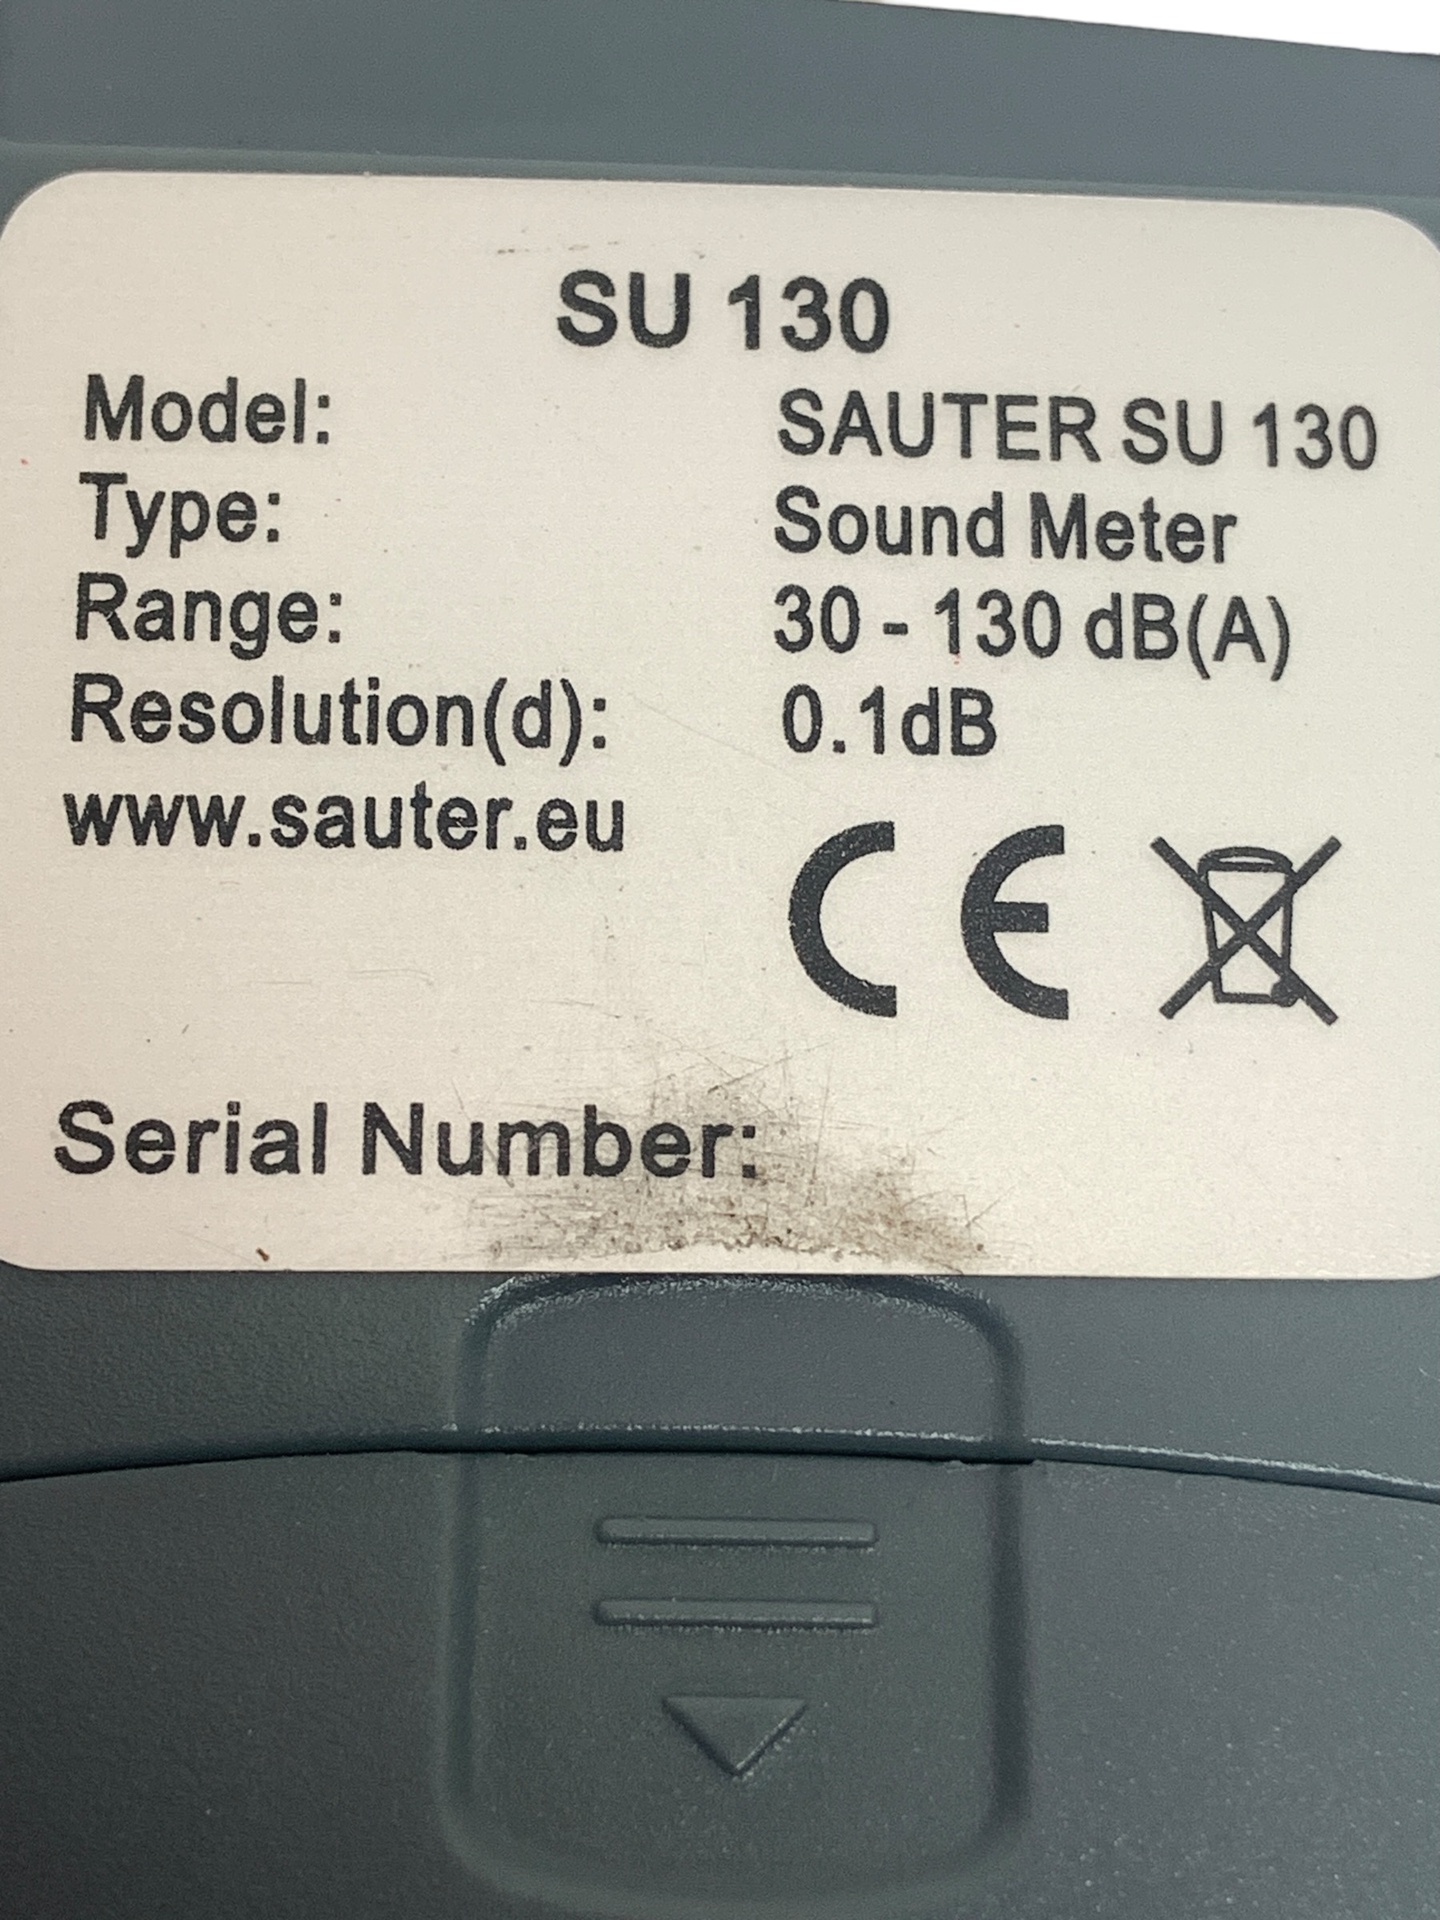 SU 130
Model: SAUTER SU 130
Type: Sound Meter
Range: 30 - 130 dB(A)
Resolution(d): 0.1dB
www.sauter.eu
CE
Serial Number: